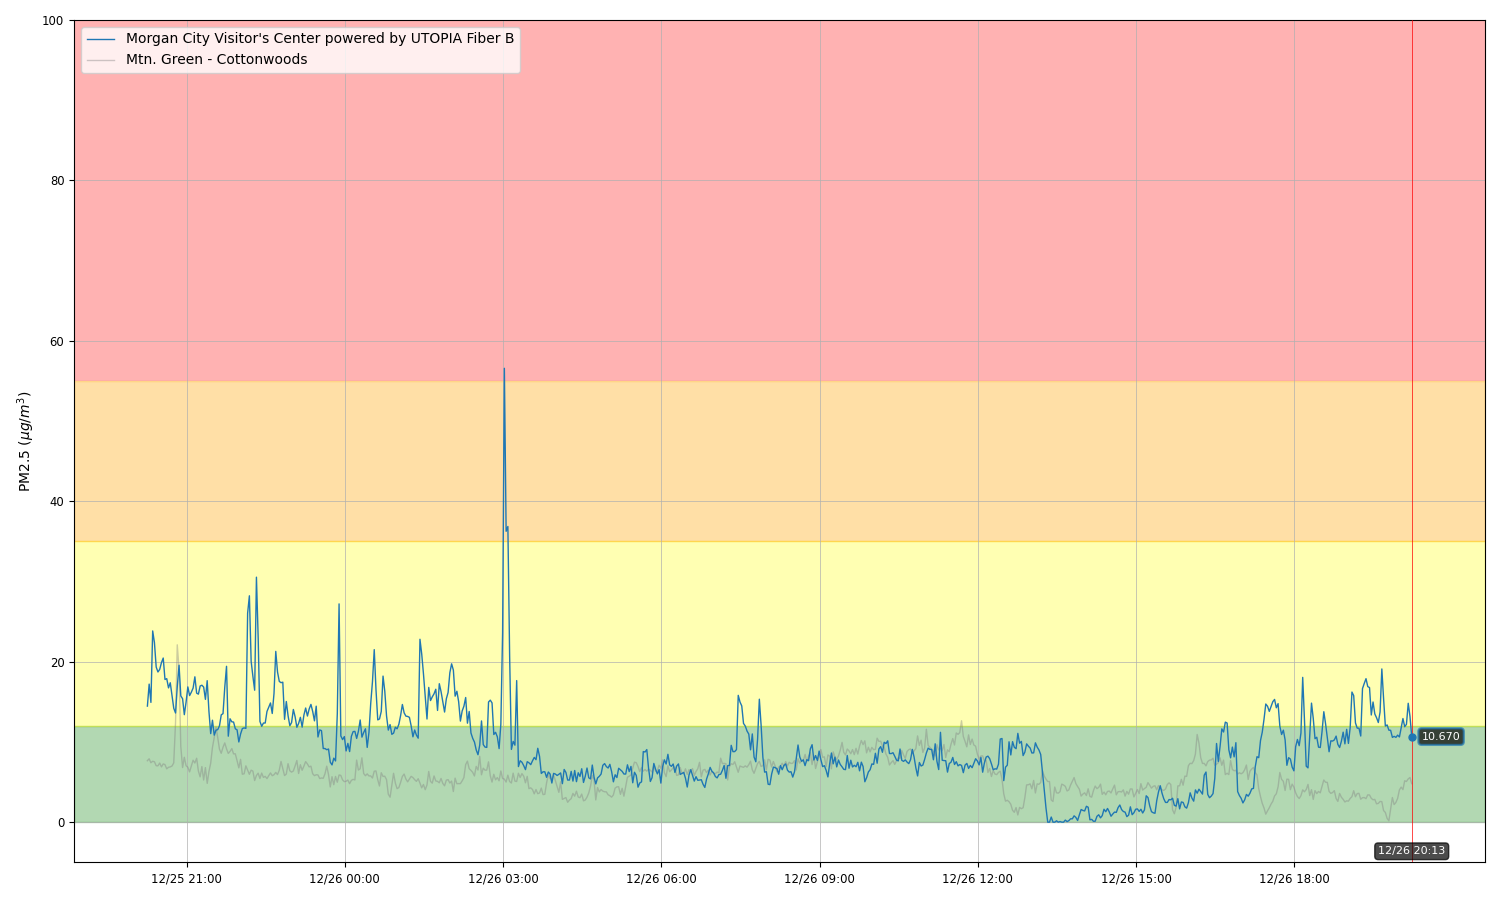 100
80
60
40
20
0
PM2.5 (μg/m³)
Morgan City Visitor's Center powered by UTOPIA Fiber B
Mtn. Green - Cottonwoods
10.670
12/26 20:13
12/25 21:00 12/26 00:00 12/26 03:00 12/26 06:00 12/26 09:00 12/26 12:00 12/26 15:00 12/26 18:00